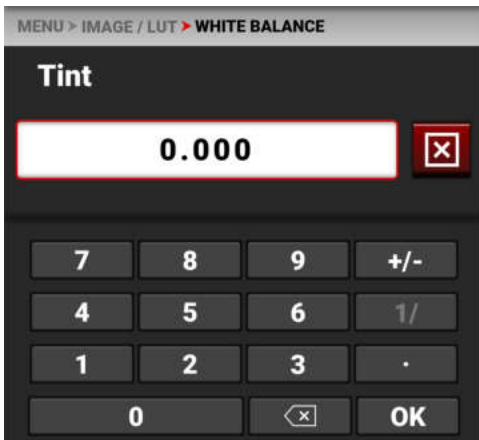 MENU > IMAGE / LUT > WHITE BALANCE
Tint
0.000
7 8 9 +/-
4 5 6 1/
1 2 3 .
0 OK